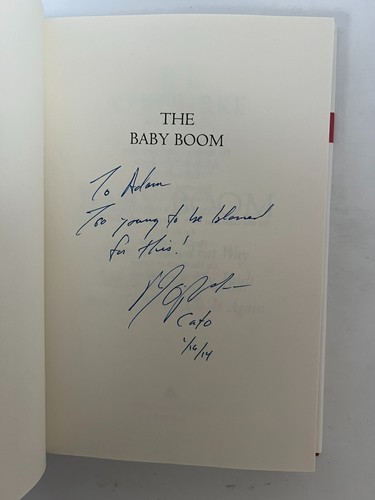 THE
BABY BOOM
To Adam
Too young to be blamed
for this!
Cato
1/16/14